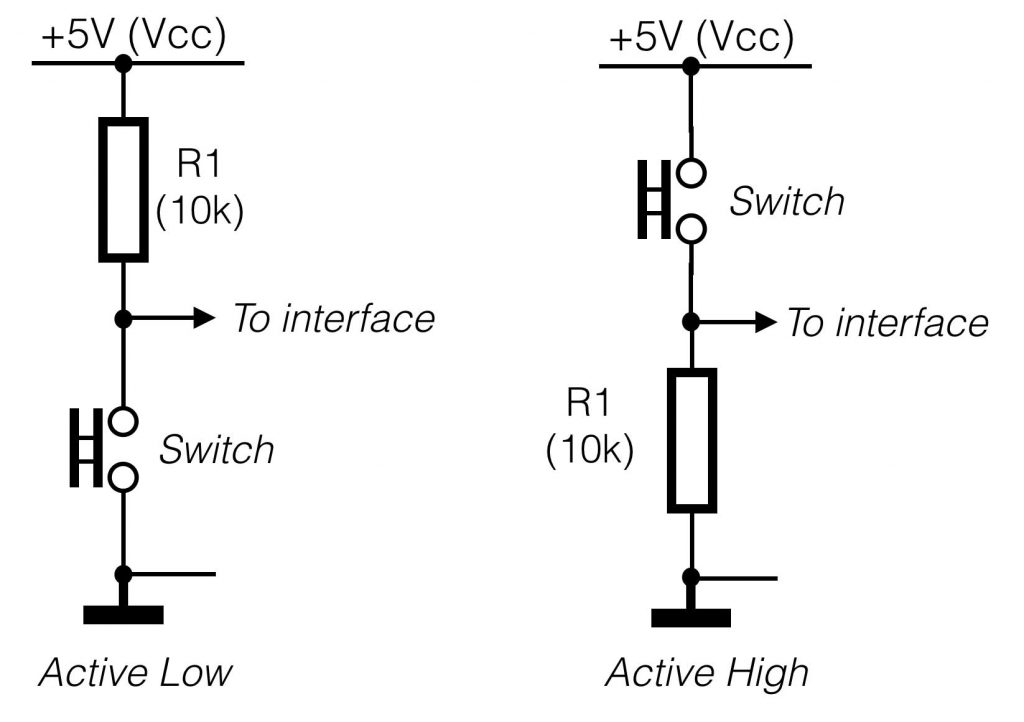 +5V (Vcc)
R1
(10k)
To interface
Switch
Active Low
+5V (Vcc)
Switch
To interface
R1
(10k)
Active High